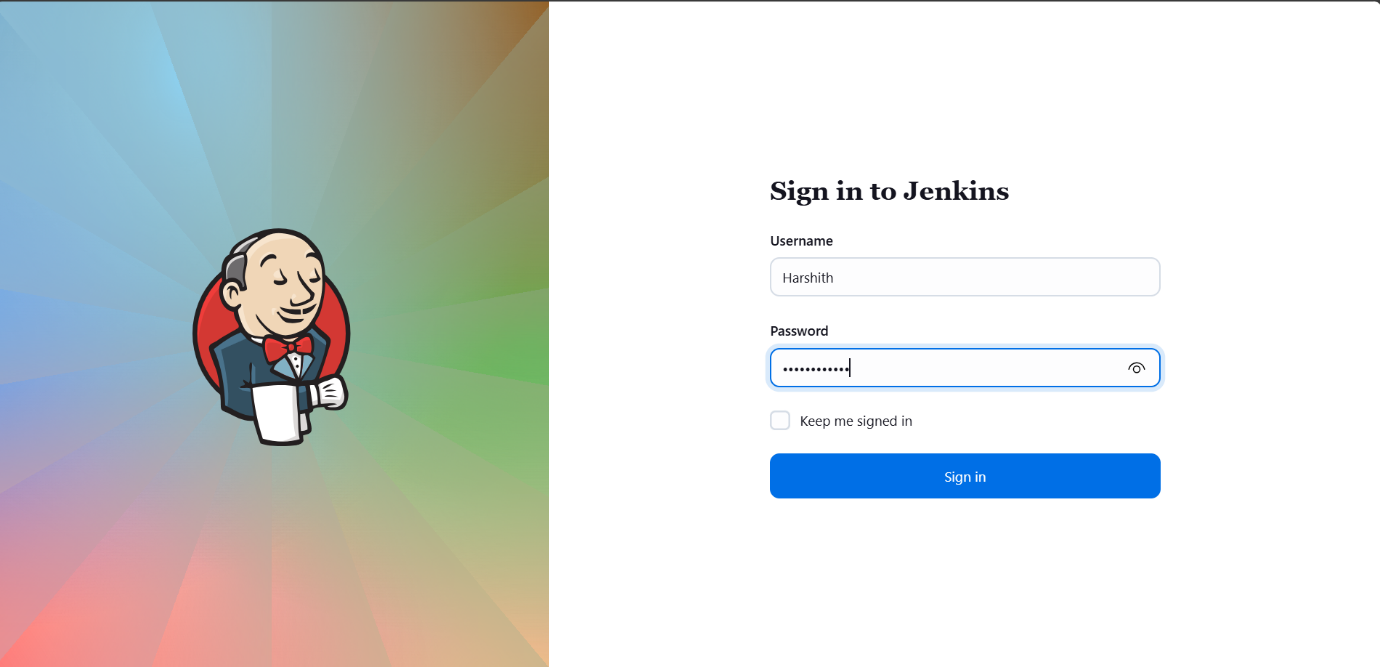 Sign in to Jenkins
Username
Harshith
Password
••••••••••••
Keep me signed in
Sign in